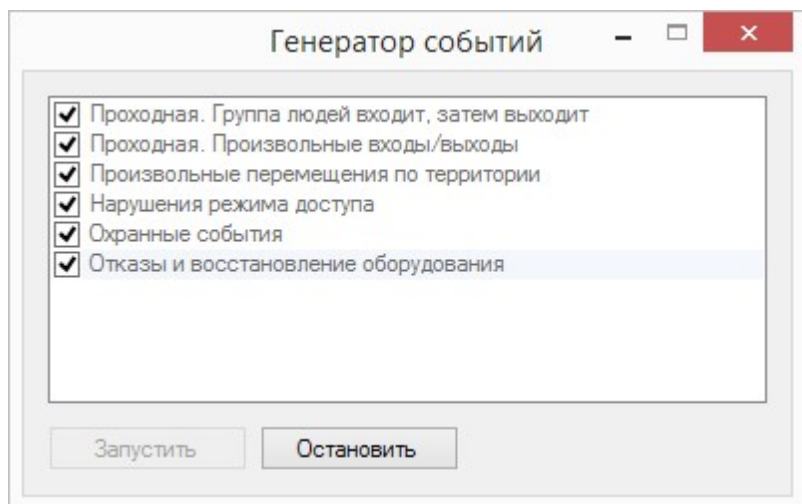 Генератор событий
Проходная. Группа людей входит, затем выходит
Проходная. Произвольные входы/выходы
Произвольные перемещения по территории
Нарушения режима доступа
Охранные события
Отказы и восстановление оборудования
Запустить Остановить